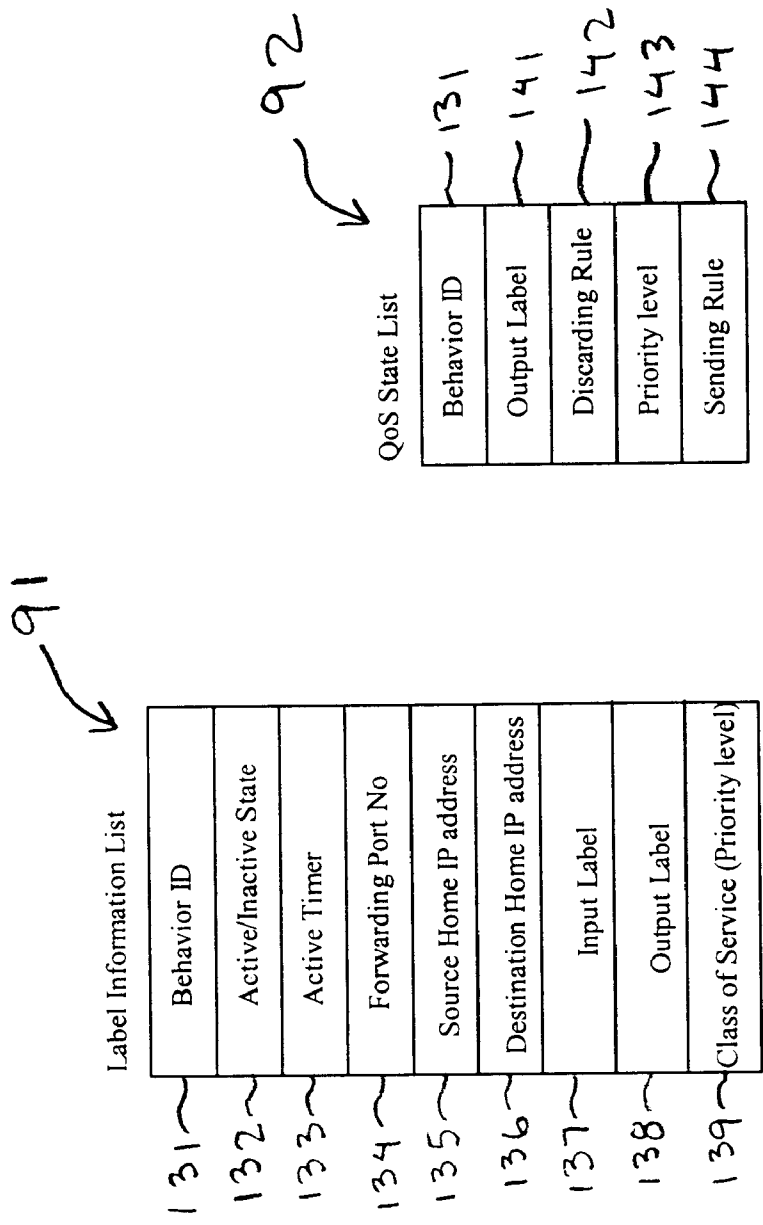 91
Label Information List
131 Behavior ID
132 Active/Inactive State
133 Active Timer
134 Forwarding Port No
135 Source Home IP address
136 Destination Home IP address
137 Input Label
138 Output Label
139 Class of Service (Priority level)
92
QoS State List
Behavior ID 131
Output Label 141
Discarding Rule 142
Priority level 143
Sending Rule 144